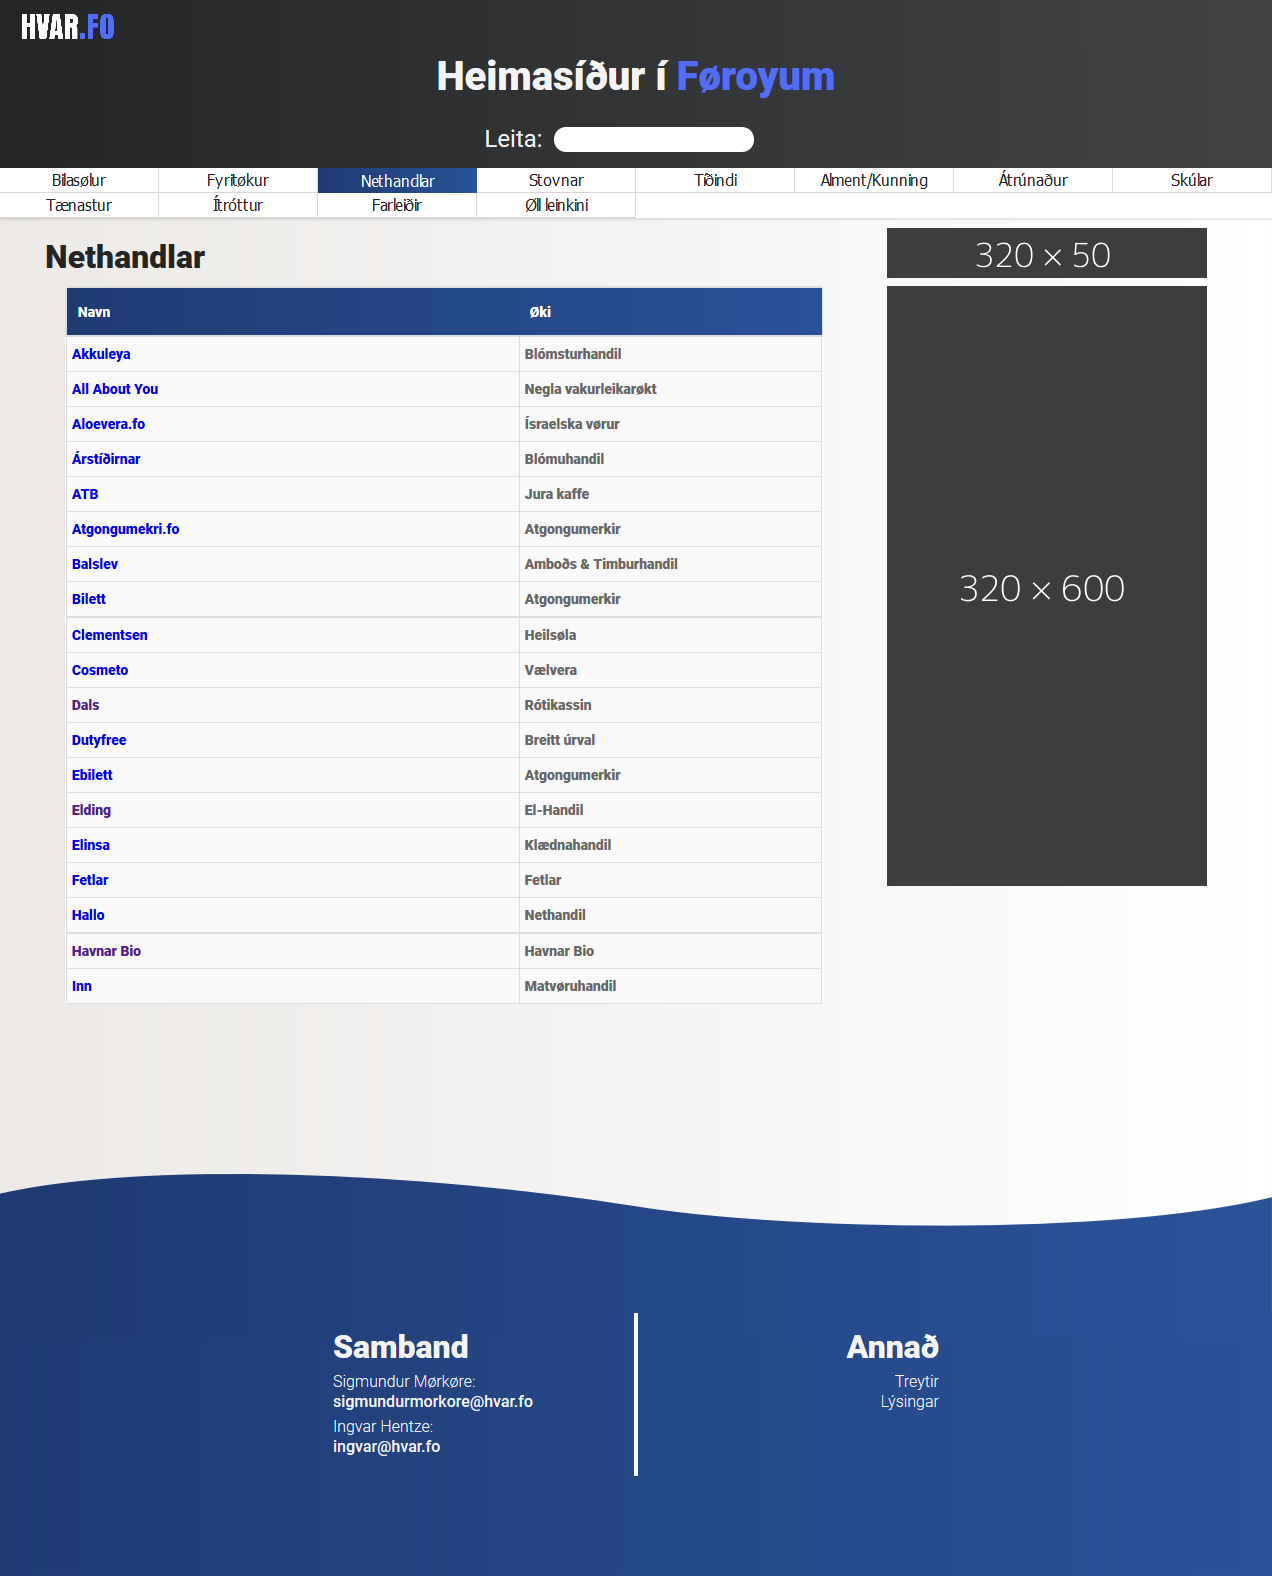 HVAR.FO
Heimasíður í Føroyum
Leita:
Bilasølur Fyritøkur Nethandlar Stovnar Tíðindi Alment/Kunning Átrúnaður Skúlar
Tænastur Ítróttur Farleiðir Øll leinkini
Nethandlar
320 × 50
Navn Øki
Akkuleya Blómsturhandil
All About You Negla vakurleikarøkt
Aloevera.fo Ísraelska vørur
Árstíðirnar Blómuhandil
ATB Jura kaffe
Atgongumekri.fo Atgongumerkir
Balslev Amboðs & Timburhandil
Bilett Atgongumerkir
320 × 600
Clementsen Heilsøla
Cosmeto Vælvera
Dals Rótikassin
Dutyfree Breitt úrval
Ebilett Atgongumerkir
Elding El-Handil
Elinsa Klædnahandil
Fetlar Fetlar
Hallo Nethandil
Havnar Bio Havnar Bio
Inn Matvøruhandil
Samband
Sigmundur Mørkøre:
sigmundurmorkore@hvar.fo
Ingvar Hentze:
ingvar@hvar.fo
Annað
Treytir
Lýsingar